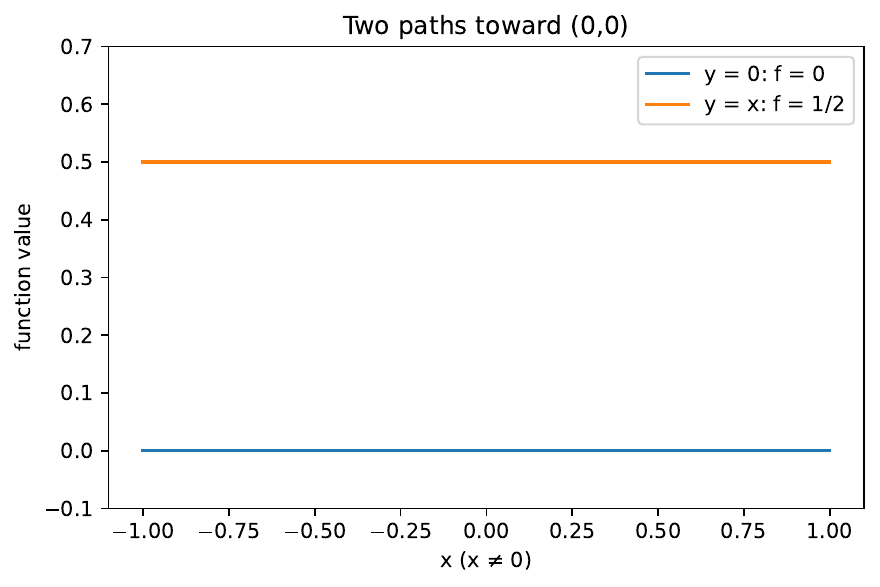 Two paths toward (0,0)
y = 0: f = 0
y = x: f = 1/2
0.7
0.6
0.5
0.4
0.3
0.2
0.1
0.0
−0.1
function value
−1.00 −0.75 −0.50 −0.25 0.00 0.25 0.50 0.75 1.00
x (x ≠ 0)